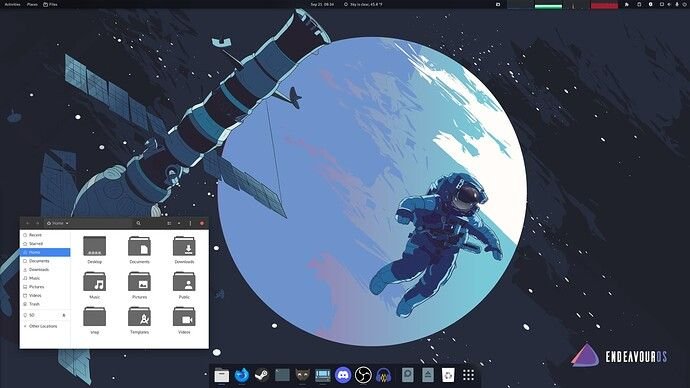 Activities Places Files Sep 21 09:34 Sky is clear, 45.8 °F
Home
Recent
Starred
Home
Documents
Downloads
Music
Pictures
Videos
Trash
SD
Other Locations
Desktop Documents Downloads
Music Pictures Public
snap Templates Videos
ENDEAVOUROS